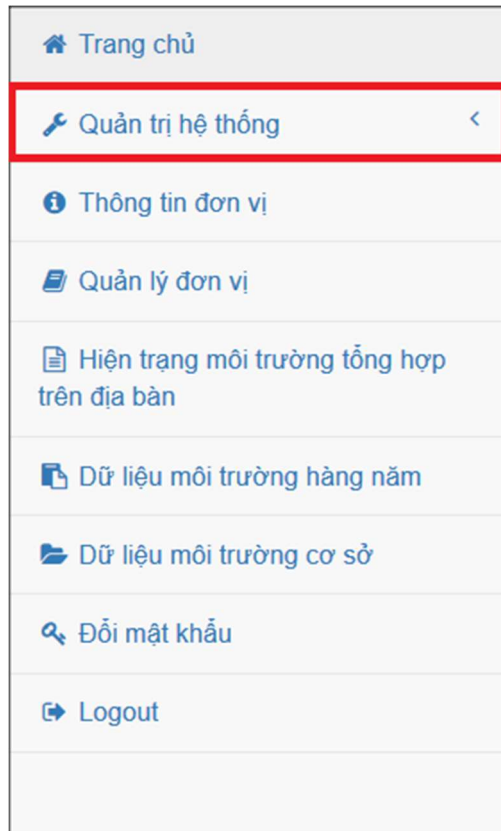 Trang chủ
Quản trị hệ thống
Thông tin đơn vị
Quản lý đơn vị
Hiện trạng môi trường tổng hợp
trên địa bàn
Dữ liệu môi trường hàng năm
Dữ liệu môi trường cơ sở
Đổi mật khẩu
Logout